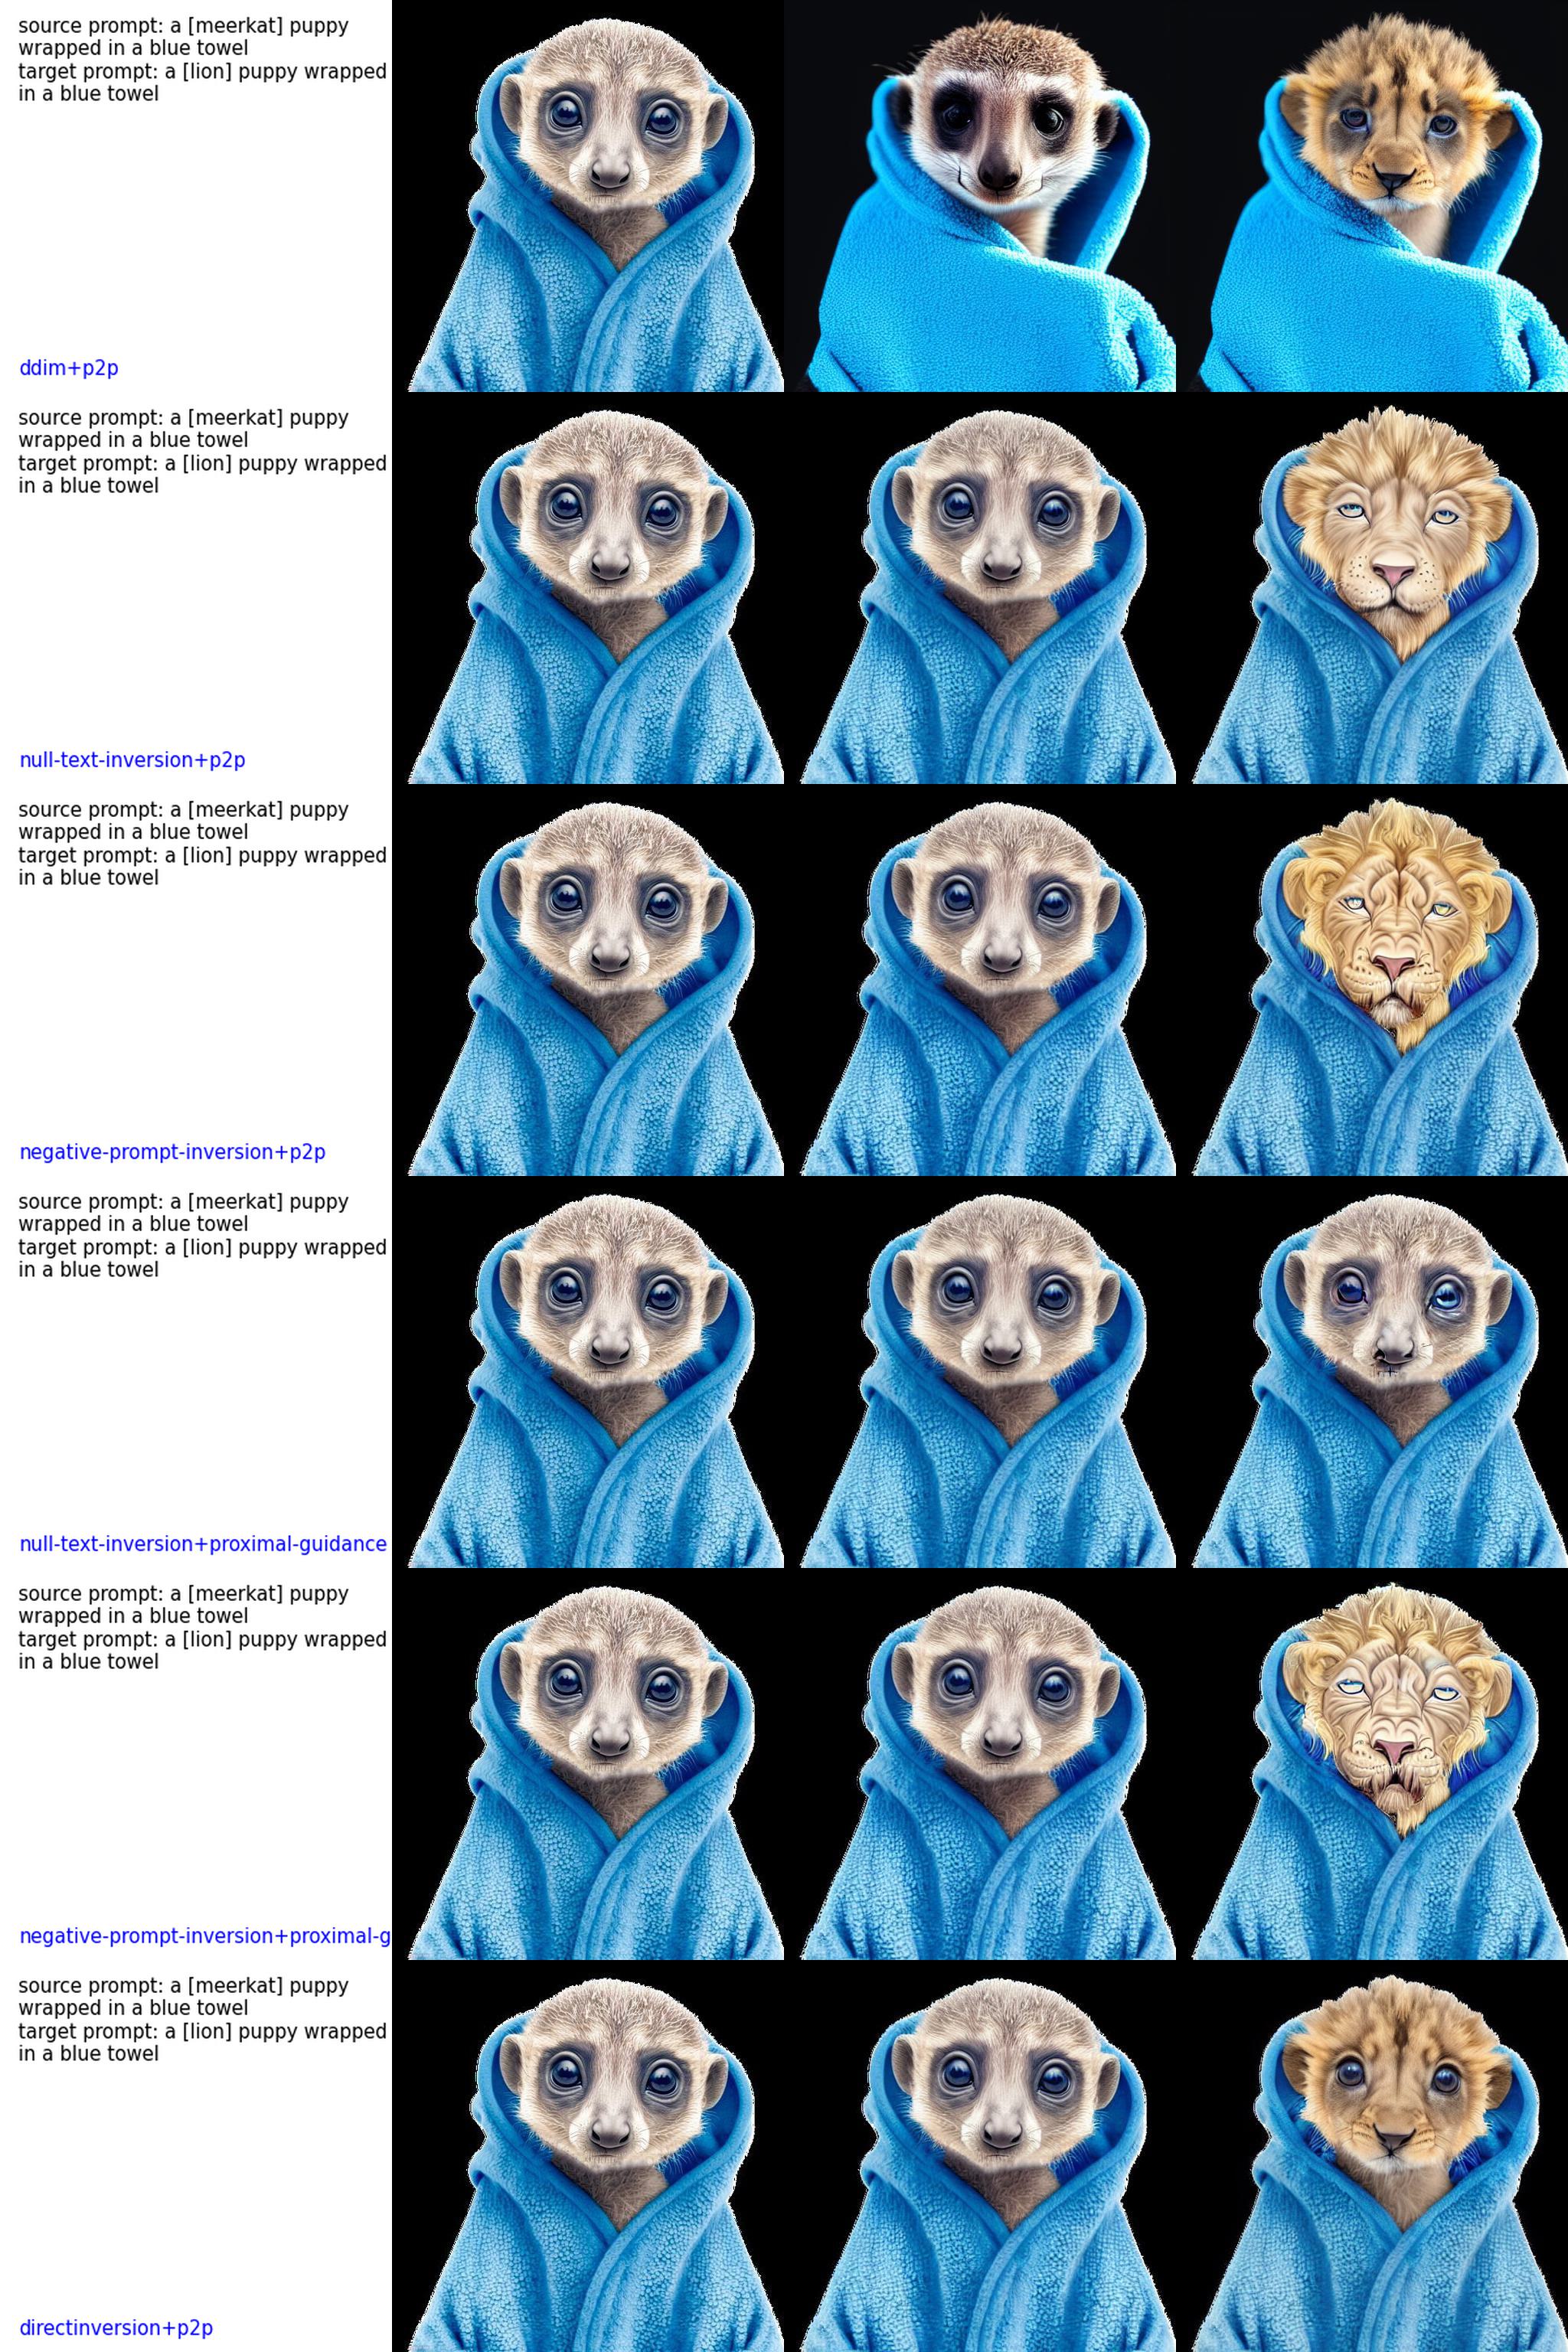 source prompt: a [meerkat] puppy
wrapped in a blue towel
target prompt: a [lion] puppy wrapped
in a blue towel
ddim+p2p
source prompt: a [meerkat] puppy
wrapped in a blue towel
target prompt: a [lion] puppy wrapped
in a blue towel
null-text-inversion+p2p
source prompt: a [meerkat] puppy
wrapped in a blue towel
target prompt: a [lion] puppy wrapped
in a blue towel
negative-prompt-inversion+p2p
source prompt: a [meerkat] puppy
wrapped in a blue towel
target prompt: a [lion] puppy wrapped
in a blue towel
null-text-inversion+proximal-guidance
source prompt: a [meerkat] puppy
wrapped in a blue towel
target prompt: a [lion] puppy wrapped
in a blue towel
negative-prompt-inversion+proximal-g
source prompt: a [meerkat] puppy
wrapped in a blue towel
target prompt: a [lion] puppy wrapped
in a blue towel
directinversion+p2p